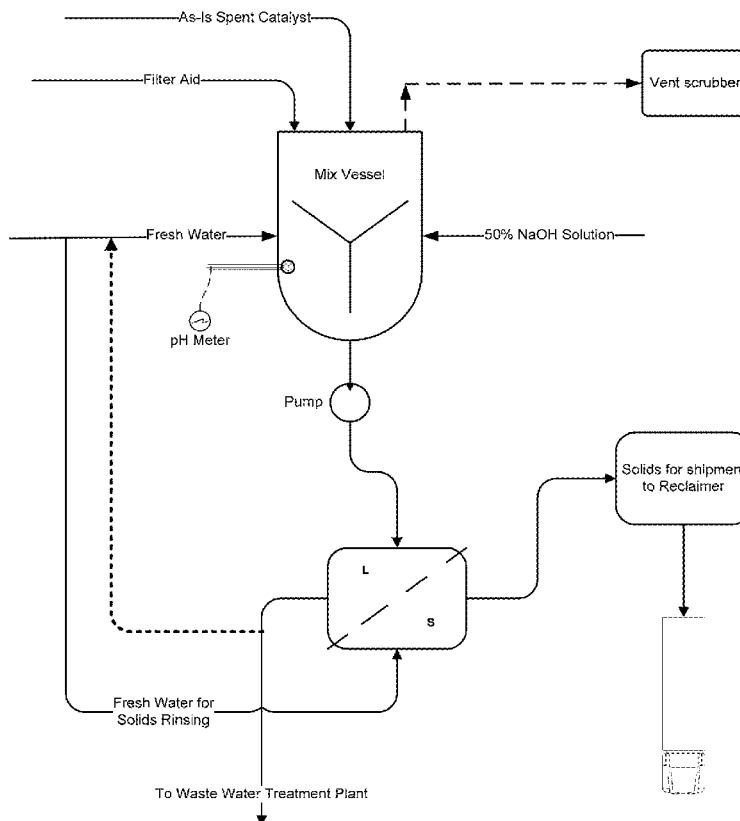 As-Is Spent Catalyst
Filter Aid
Vent scrubber
Mix Vessel
Fresh Water
50% NaOH Solution
pH Meter
Pump
Solids for shipmen
to Reclaimer
L
S
Fresh Water for
Solids Rinsing
To Waste Water Treatment Plant